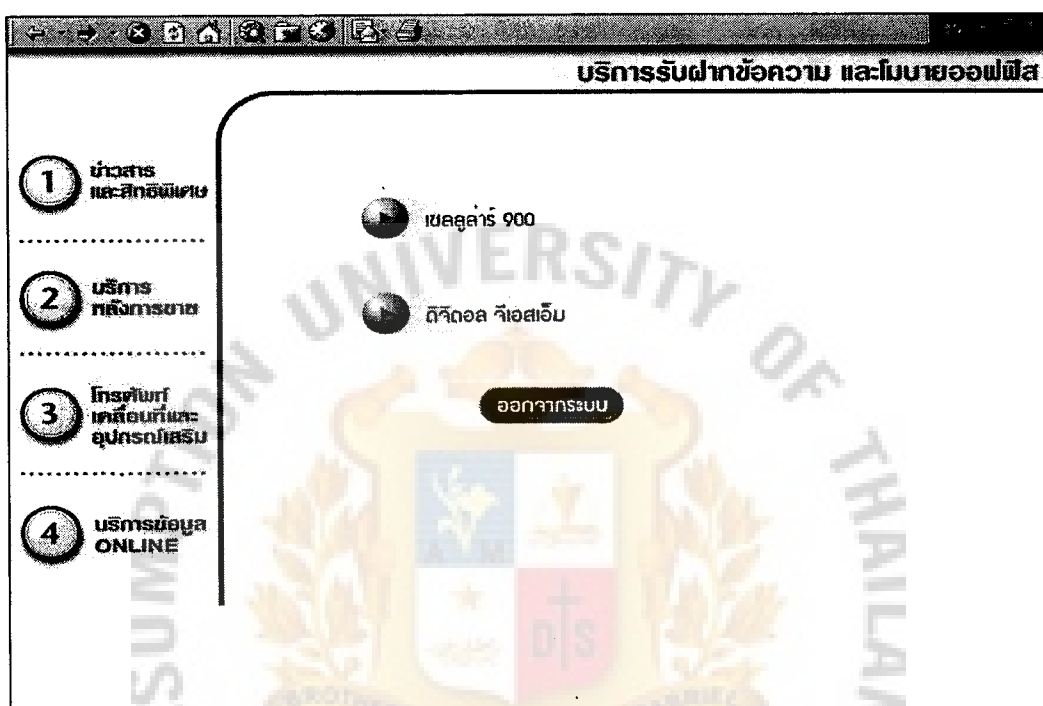 บริการรับฝากข้อความ และโมบายออฟฟิส
1
ข่าวสาร
และสิทธิพิเศษ
2
บริการ
หลังการขาย
3
โทรศัพท์
เคลื่อนที่และ
อุปกรณ์เสริม
4
บริการข้อมูล
ONLINE
เซลลูล่าร์ 900
ดิจิตอล จีเอสเอ็ม
ออกจากระบบ
UNIVERSITY OF THAILA
SUMPTION
A M
D S